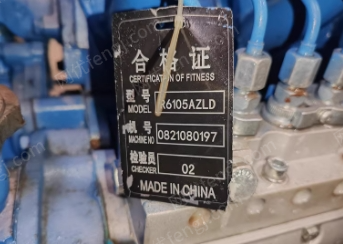 合格证
CERTIFICATION OF FITNESS
型号
MODEL R6105AZLD
机号
MACHINE NO 0821080197
检验员
CHECKER 02
MADE IN CHINA